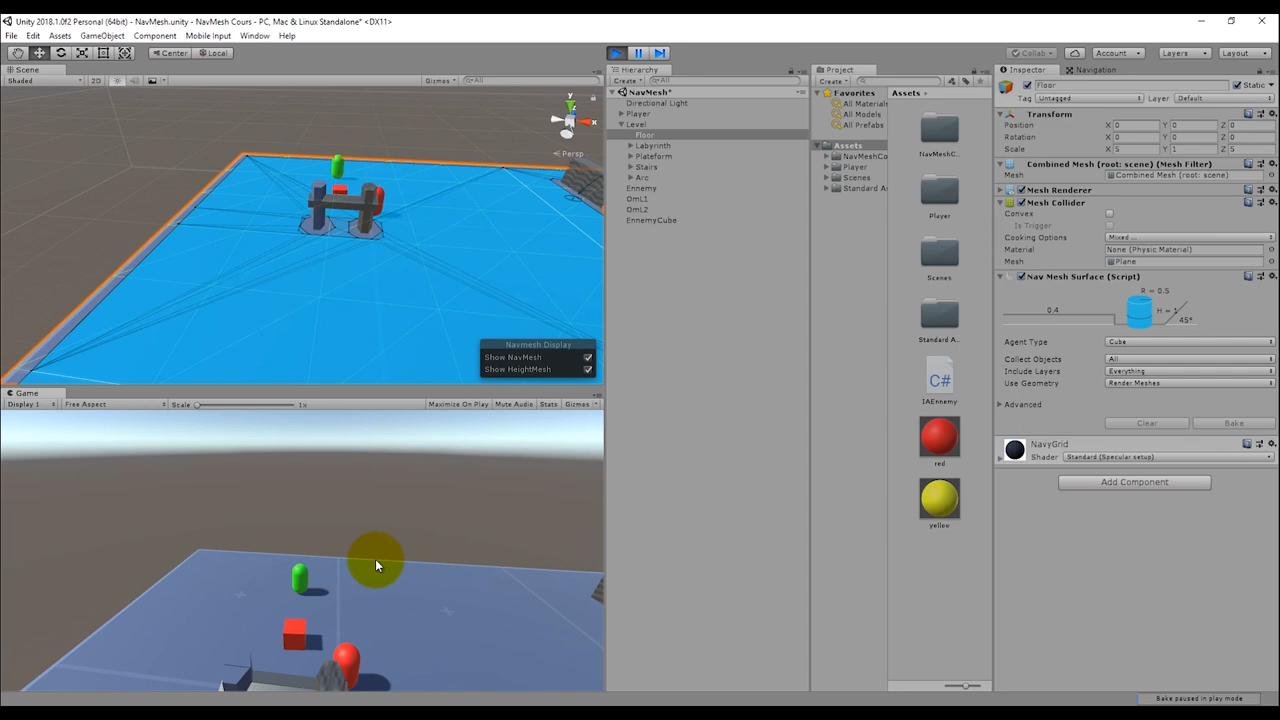 Unity 2018.1.0f2 Personal (64bit) - NavMesh.unity - NavMesh Cours - PC, Mac & Linux Standalone* <DX11>
File Edit Assets GameObject Component Mobile Input Window Help
Center Local Collab Account Layers Layout
Scene
Shaded 2D Gizmos All
y
x
Persp
Navmesh Display
Show NavMesh
Show HeightMesh
Game
Display 1 Free Aspect Scale 1x Maximize On Play Mute Audio Stats Gizmos
Hierarchy
Create All
NavMesh*
Directional Light
Player
Level
Floor
Labyrinth
Plateform
Stairs
Arc
Ennemy
OmL1
OmL2
EnnemyCube
Project
Create
Favorites
All Materials
All Models
All Prefabs
Assets
NavMeshCo
Player
Scenes
Standard As
Assets
NavMeshC...
Player
Scenes
Standard A...
C#
IAEnnemy
red
yellow
Inspector Navigation
Floor Static
Tag Untagged Layer Default
Transform
Position X 0 Y 0 Z 0
Rotation X 0 Y 0 Z 0
Scale X 5 Y 1 Z 5
Combined Mesh (root: scene) (Mesh Filter)
Mesh Combined Mesh (root: scene)
Mesh Renderer
Mesh Collider
Convex
Is Trigger
Cooking Options Mixed ...
Material None (Physic Material)
Mesh Plane
Nav Mesh Surface (Script)
R = 0.5
0.4
H = 1
45°
Agent Type Cube
Collect Objects All
Include Layers Everything
Use Geometry Render Meshes
Advanced
Clear Bake
NavyGrid
Shader Standard (Specular setup)
Add Component
Bake paused in play mode